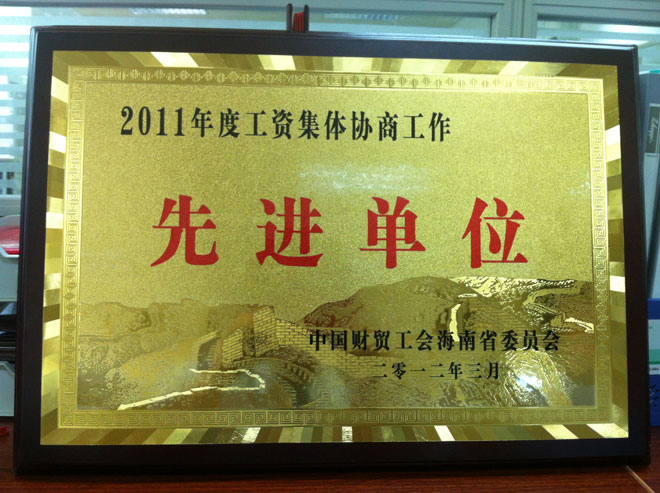 2011年度工资集体协商工作
先进单位
中国财贸工会海南省委员会
二零一二年三月